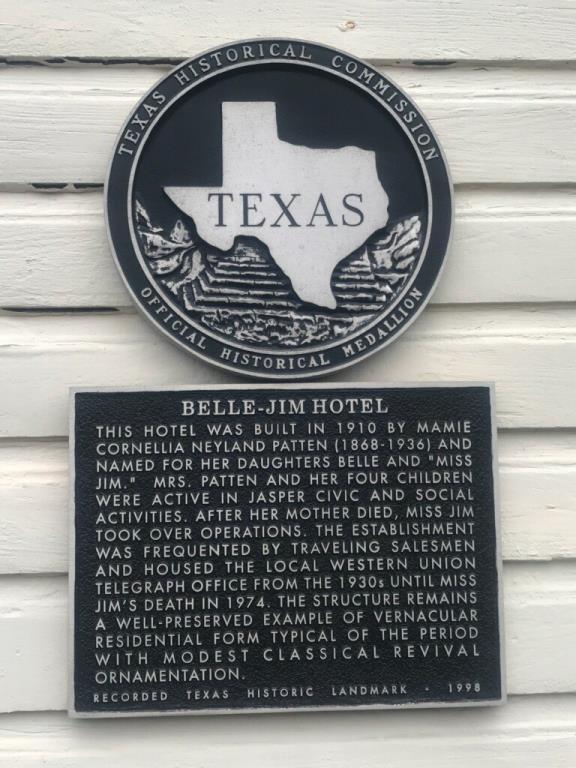 TEXAS HISTORICAL COMMISSION
TEXAS
OFFICIAL HISTORICAL MEDALLION
BELLE-JIM HOTEL
THIS HOTEL WAS BUILT IN 1910 BY MAMIE
CORNELLIA NEYLAND PATTEN (1868-1936) AND
NAMED FOR HER DAUGHTERS BELLE AND "MISS
JIM." MRS. PATTEN AND HER FOUR CHILDREN
WERE ACTIVE IN JASPER CIVIC AND SOCIAL
ACTIVITIES. AFTER HER MOTHER DIED, MISS JIM
TOOK OVER OPERATIONS. THE ESTABLISHMENT
WAS FREQUENTED BY TRAVELING SALESMEN
AND HOUSED THE LOCAL WESTERN UNION
TELEGRAPH OFFICE FROM THE 1930s UNTIL MISS
JIM'S DEATH IN 1974. THE STRUCTURE REMAINS
A WELL-PRESERVED EXAMPLE OF VERNACULAR
RESIDENTIAL FORM TYPICAL OF THE PERIOD
WITH MODEST CLASSICAL REVIVAL
ORNAMENTATION.
RECORDED TEXAS HISTORIC LANDMARK - 1998